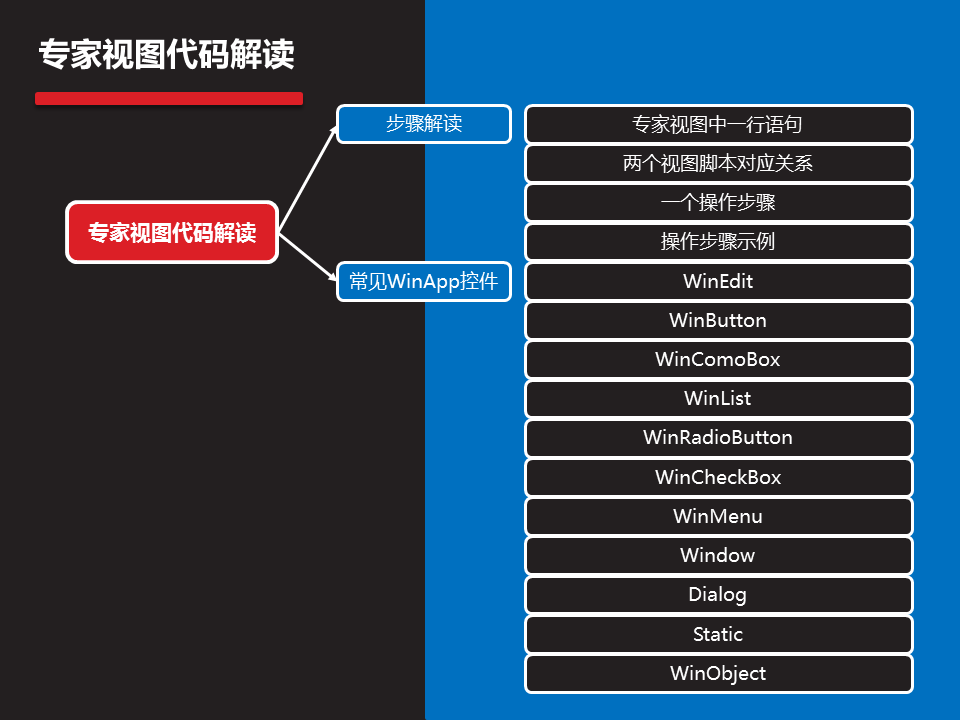 专家视图代码解读
步骤解读
专家视图中一行语句
两个视图脚本对应关系
一个操作步骤
专家视图代码解读
操作步骤示例
常见WinApp控件
WinEdit
WinButton
WinComoBox
WinList
WinRadioButton
WinCheckBox
WinMenu
Window
Dialog
Static
WinObject